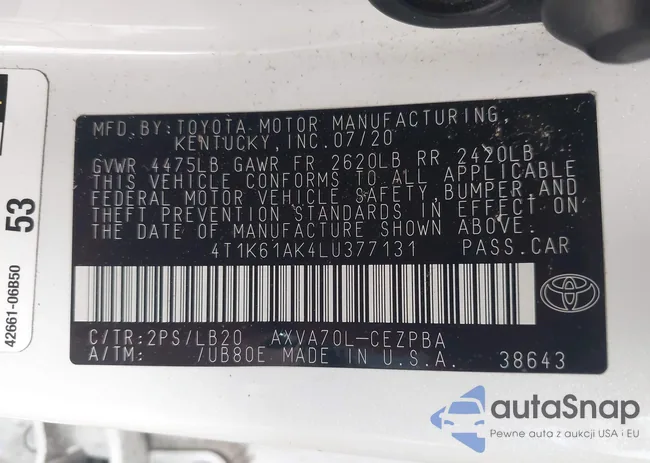 MFD.BY:TOYOTA MOTOR MANUFACTURING,
KENTUCKY,INC.07/20
GVWR 4475LB GAWR FR 2620LB RR 2420LB
THIS VEHICLE CONFORMS TO ALL APPLICABLE
FEDERAL MOTOR VEHICLE SAFETY,BUMPER AND
THEFT PREVENTION STANDARDS IN EFFECT ON
THE DATE OF MANUFACTURE SHOWN ABOVE.
4T1K61AK4LU377131 PASS.CAR
C/TR:2PS/LB20 AXVA70L-CEZPBA
A/TM: /UB80E MADE IN U.S.A. 38643
53
42661-06B50
autoSnap
Pewne auta z aukcji USA i EU